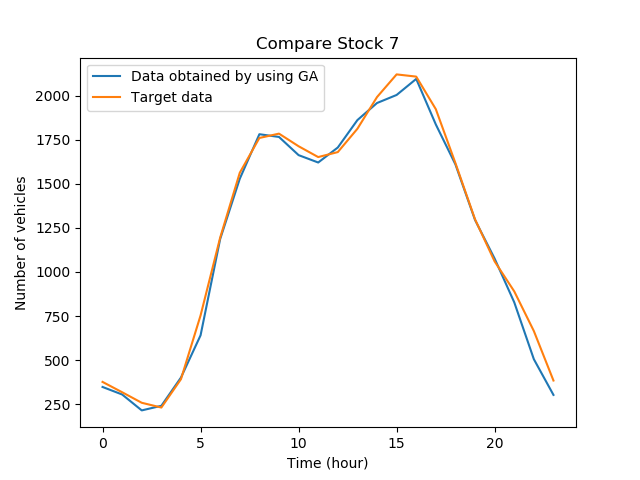 Compare Stock 7
Data obtained by using GA
Target data
Number of vehicles
2000
1750
1500
1250
1000
750
500
250
0 5 10 15 20
Time (hour)